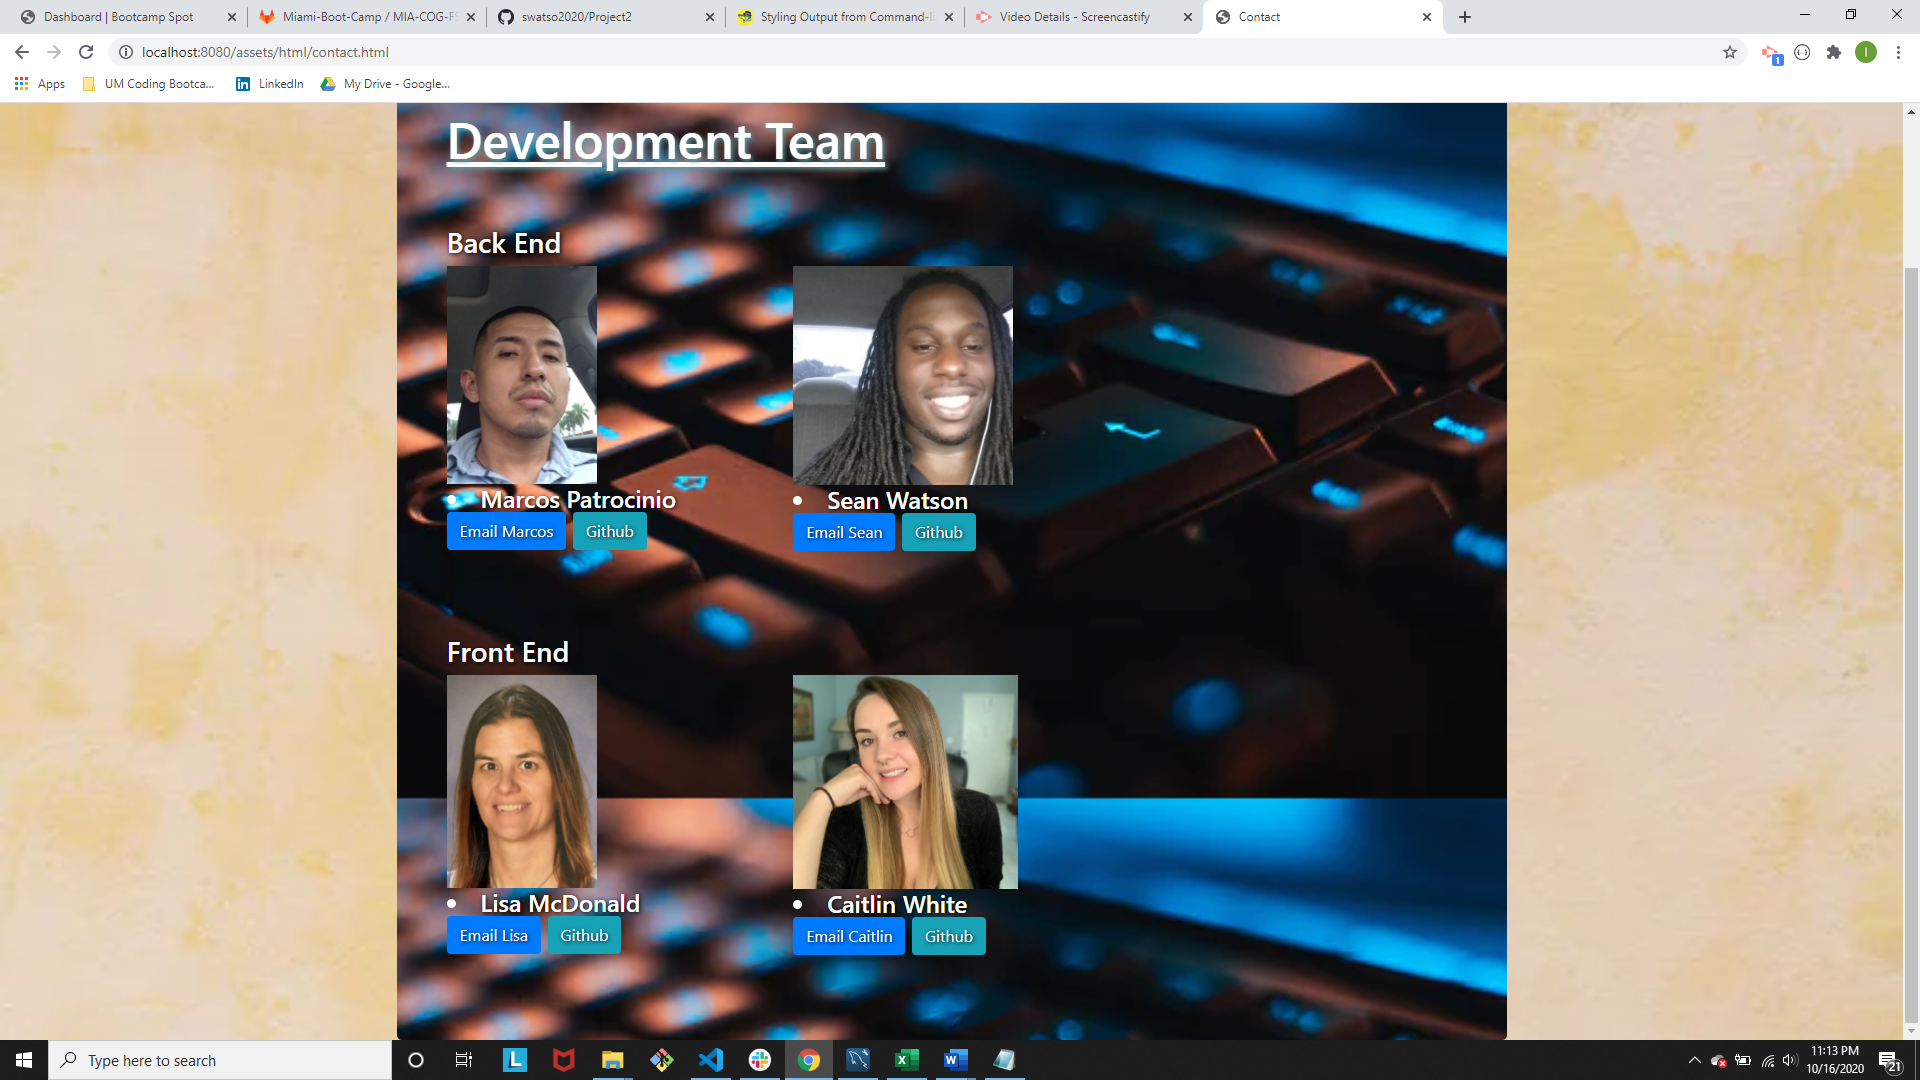 Dashboard | Bootcamp Spot
Miami-Boot-Camp / MIA-COG-FS
swatso2020/Project2
Styling Output from Command-li
Video Details - Screencastify
Contact
localhost:8080/assets/html/contact.html
1
I
Apps
UM Coding Bootca...
LinkedIn
My Drive - Google...
Development Team
Back End
Marcos Patrocinio
Sean Watson
Email Marcos
Github
Email Sean
Github
Front End
Lisa McDonald
Caitlin White
Email Lisa
Github
Email Caitlin
Github
Type here to search
L
11:13 PM
10/16/2020
21